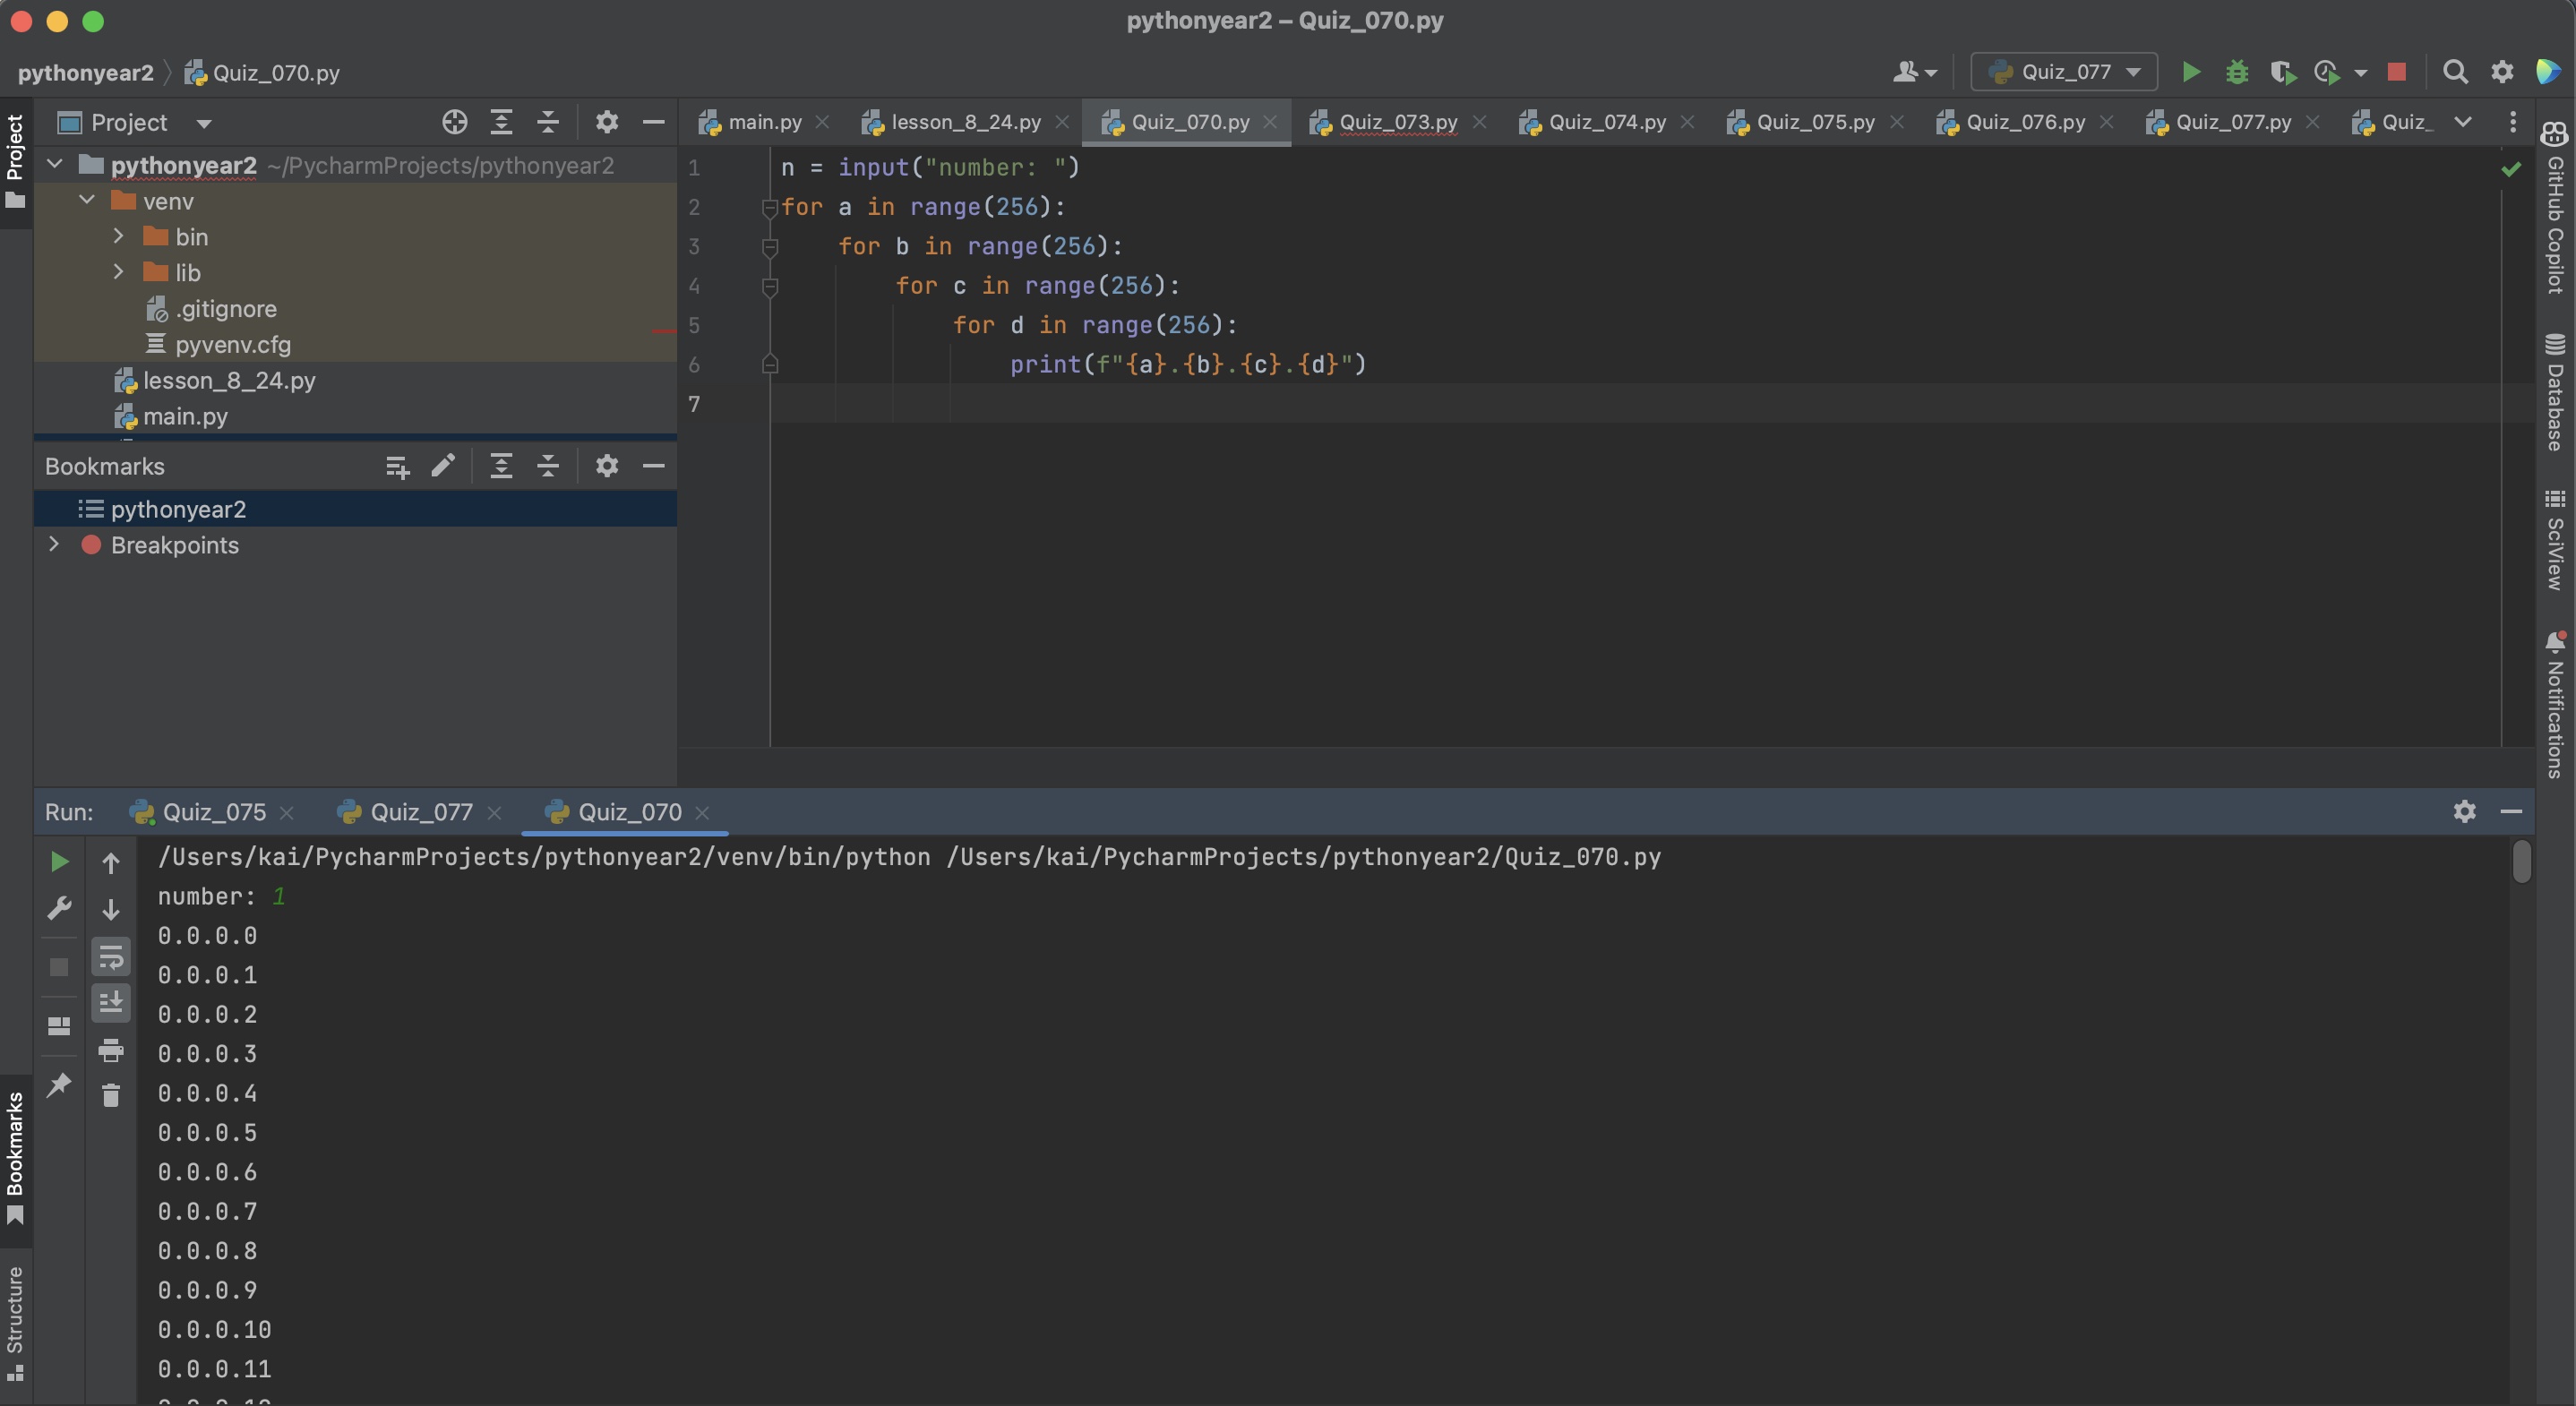 pythonyear2 – Quiz_070.py
pythonyear2 Quiz_070.py
Quiz_077
Project
main.py
lesson_8_24.py
Quiz_070.py
Quiz_073.py
Quiz_074.py
Quiz_075.py
Quiz_076.py
Quiz_077.py
Quiz_
Project
pythonyear2 ~/PycharmProjects/pythonyear2
venv
bin
lib
.gitignore
pyvenv.cfg
lesson_8_24.py
main.py
Bookmarks
pythonyear2
Breakpoints
1 n = input("number: ")
2 for a in range(256):
3     for b in range(256):
4         for c in range(256):
5             for d in range(256):
6                 print(f"{a}.{b}.{c}.{d}")
7
GitHub Copilot
Database
SciView
Notifications
Run: Quiz_075 Quiz_077 Quiz_070
/Users/kai/PycharmProjects/pythonyear2/venv/bin/python /Users/kai/PycharmProjects/pythonyear2/Quiz_070.py
number: 1
0.0.0.0
0.0.0.1
0.0.0.2
0.0.0.3
0.0.0.4
0.0.0.5
0.0.0.6
0.0.0.7
0.0.0.8
0.0.0.9
0.0.0.10
0.0.0.11
Bookmarks
Structure